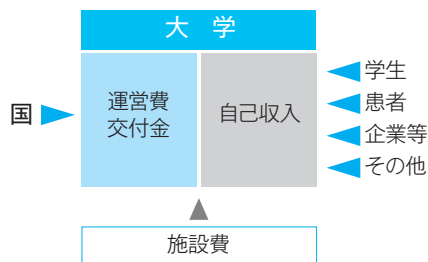 大 学
国
運営費
交付金
自己収入
学生
患者
企業等
その他
施設費